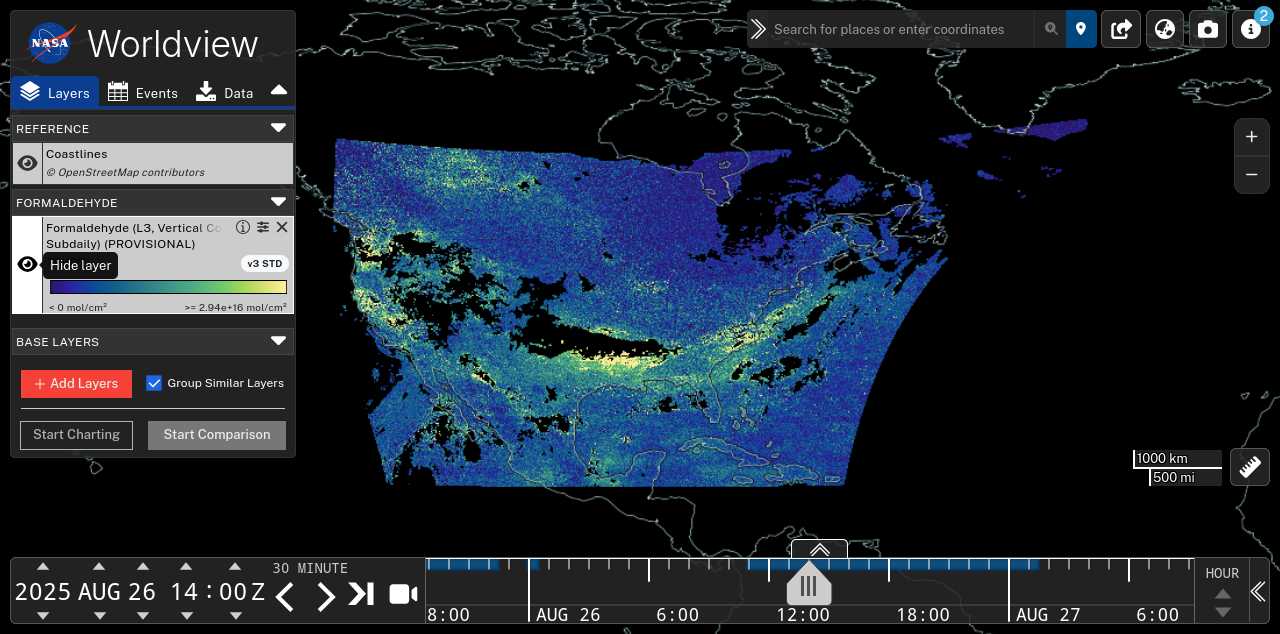 NASA
Worldview
Layers Events Data
REFERENCE
Coastlines
© OpenStreetMap contributors
FORMALDEHYDE
Formaldehyde (L3, Vertical Co
Subdaily) (PROVISIONAL)
Hide layer
v3 STD
< 0 mol/cm² >= 2.94e+16 mol/cm²
BASE LAYERS
+ Add Layers Group Similar Layers
Start Charting Start Comparison
Search for places or enter coordinates
2
+
−
1000 km
500 mi
2025 AUG 26 14 : 00 Z
30 MINUTE
8:00 AUG 26 6:00 12:00 18:00 AUG 27 6:00
HOUR